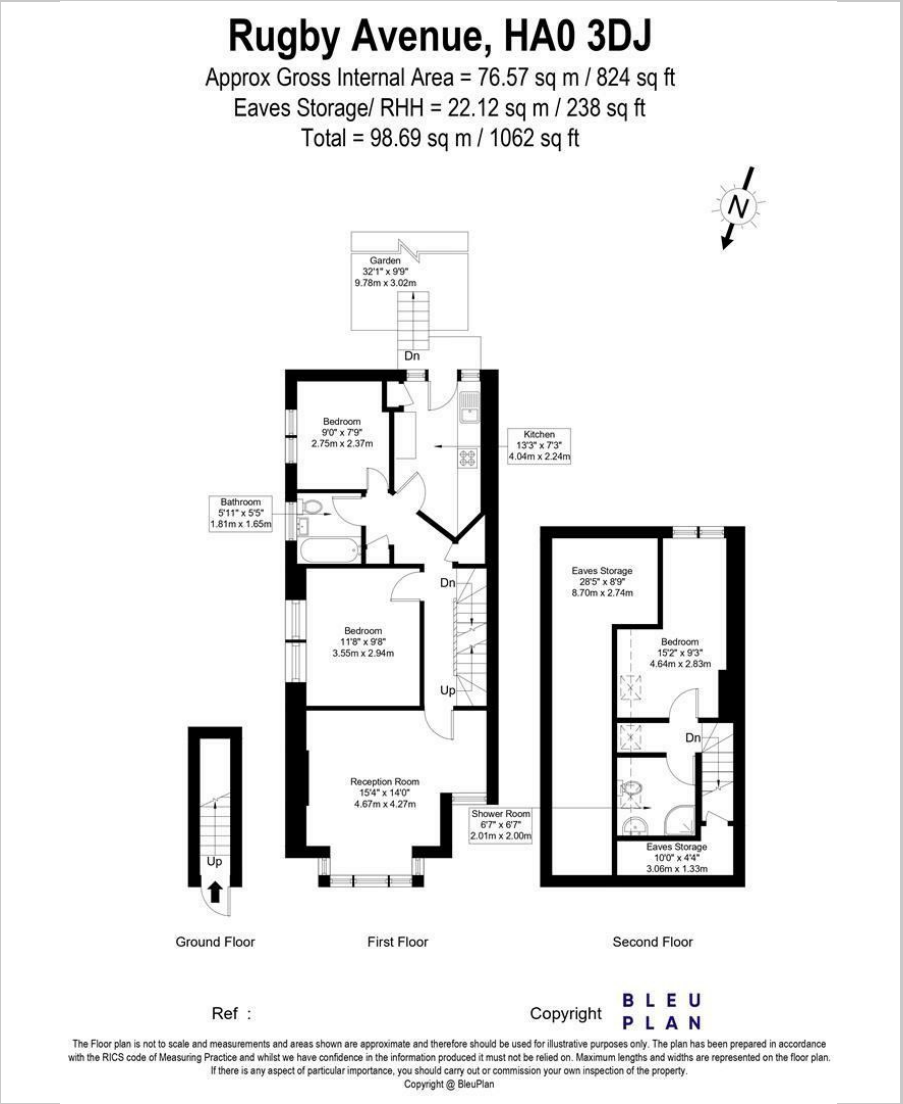 Rugby Avenue, HA0 3DJ
Approx Gross Internal Area = 76.57 sq m / 824 sq ft
Eaves Storage/ RHH = 22.12 sq m / 238 sq ft
Total = 98.69 sq m / 1062 sq ft
N
Garden
32'1" x 9'9"
9.78m x 3.02m
Dn
Bedroom
9'0" x 7'9"
2.75m x 2.37m
Kitchen
13'3" x 7'3"
4.04m x 2.24m
Bathroom
5'11" x 5'5"
1.81m x 1.65m
Dn
Bedroom
11'8" x 9'8"
3.55m x 2.94m
Up
Reception Room
15'4" x 14'0"
4.67m x 4.27m
Eaves Storage
28'5" x 8'9"
8.70m x 2.74m
Bedroom
15'2" x 9'3"
4.64m x 2.83m
Dn
Shower Room
6'7" x 6'7"
2.01m x 2.00m
Eaves Storage
10'0" x 4'4"
3.06m x 1.33m
Up
Ground Floor
First Floor
Second Floor
Ref :
Copyright
BLEU
PLAN
The Floor plan is not to scale and measurements and areas shown are approximate and therefore should be used for illustrative purposes only. The plan has been prepared in accordance
with the RICS code of Measuring Practice and whilst we have confidence in the information produced it must not be relied on. Maximum lengths and widths are represented on the floor plan.
If there is any aspect of particular importance, you should carry out or commission your own inspection of the property.
Copyright @ BleuPlan